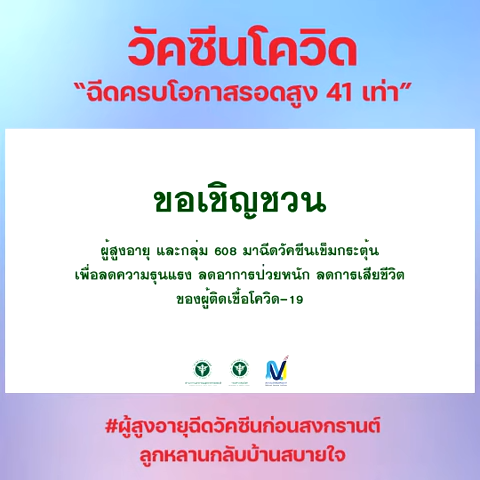 วัคซีนโควิด
“ฉีดครบโอกาสรอดสูง 41 เท่า”
ขอเชิญชวน
ผู้สูงอายุ และกลุ่ม 608 มาฉีดวัคซีนเข็มกระตุ้น
เพื่อลดความรุนแรง ลดอาการป่วยหนัก ลดการเสียชีวิต
ของผู้ติดเชื้อโควิด-19
#ผู้สูงอายุฉีดวัคซีนก่อนสงกรานต์
ลูกหลานกลับบ้านสบายใจ